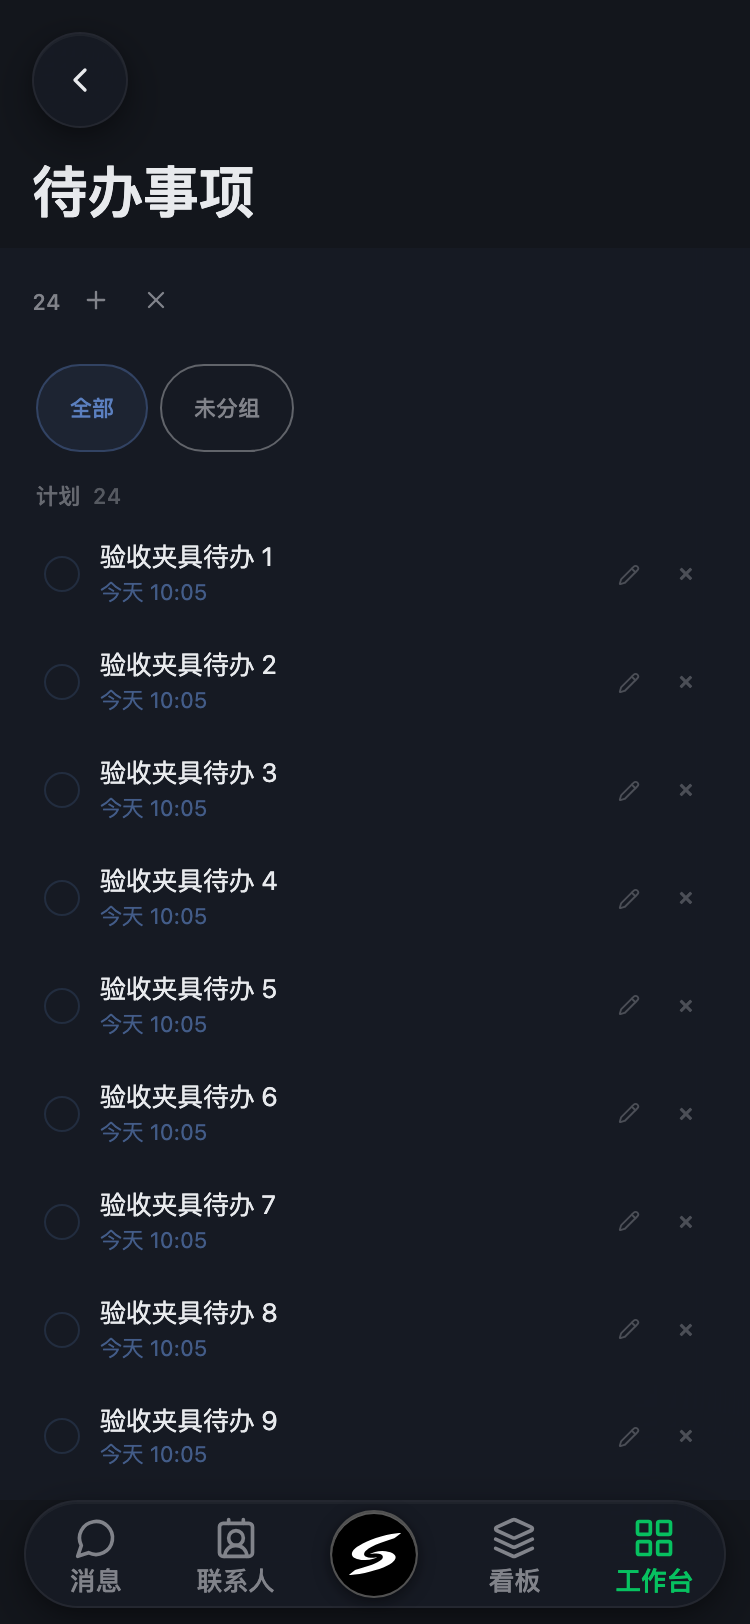 待办事项
24
全部 未分组
计划 24
验收夹具待办 1
今天 10:05
验收夹具待办 2
今天 10:05
验收夹具待办 3
今天 10:05
验收夹具待办 4
今天 10:05
验收夹具待办 5
今天 10:05
验收夹具待办 6
今天 10:05
验收夹具待办 7
今天 10:05
验收夹具待办 8
今天 10:05
验收夹具待办 9
今天 10:05
消息 联系人 看板 工作台